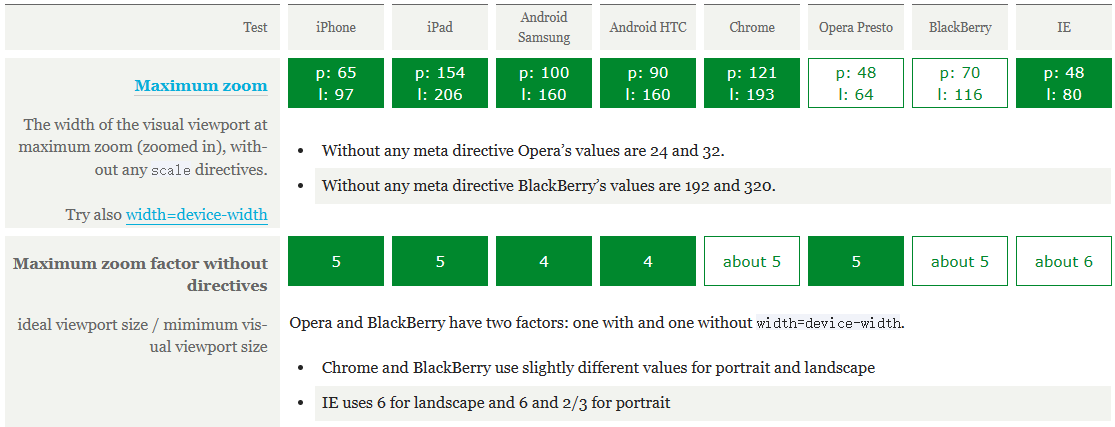 Test
iPhone
iPad
Android
Samsung
Android HTC
Chrome
Opera Presto
BlackBerry
IE
Maximum zoom
The width of the visual viewport at
maximum zoom (zoomed in), with-
out any scale directives.
Try also width=device-width
p: 65
l: 97
p: 154
l: 206
p: 100
l: 160
p: 90
l: 160
p: 121
l: 193
p: 48
l: 64
p: 70
l: 116
p: 48
l: 80
• Without any meta directive Opera’s values are 24 and 32.
• Without any meta directive BlackBerry’s values are 192 and 320.
Maximum zoom factor without
directives
ideal viewport size / mimimum vis-
ual viewport size
5
5
4
4
about 5
5
about 5
about 6
Opera and BlackBerry have two factors: one with and one without width=device-width.
• Chrome and BlackBerry use slightly different values for portrait and landscape
• IE uses 6 for landscape and 6 and 2/3 for portrait